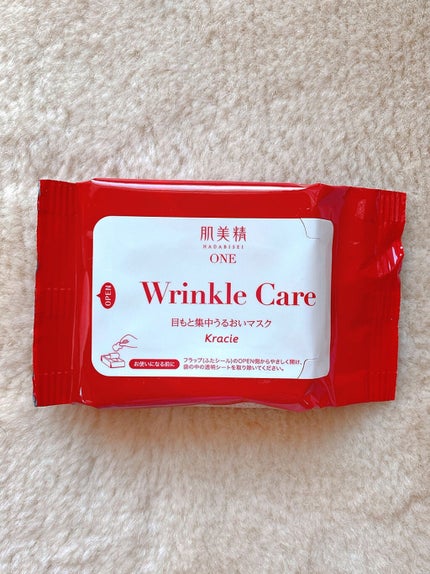 肌美精
HADABISEI
ONE
OPEN
Wrinkle Care
目もと集中うるおいマスク
Kracie
お使いになる前に
フラップ(ふたシール)のOPEN側からやさしく開け、
袋の中の透明シートを取り除いてください。